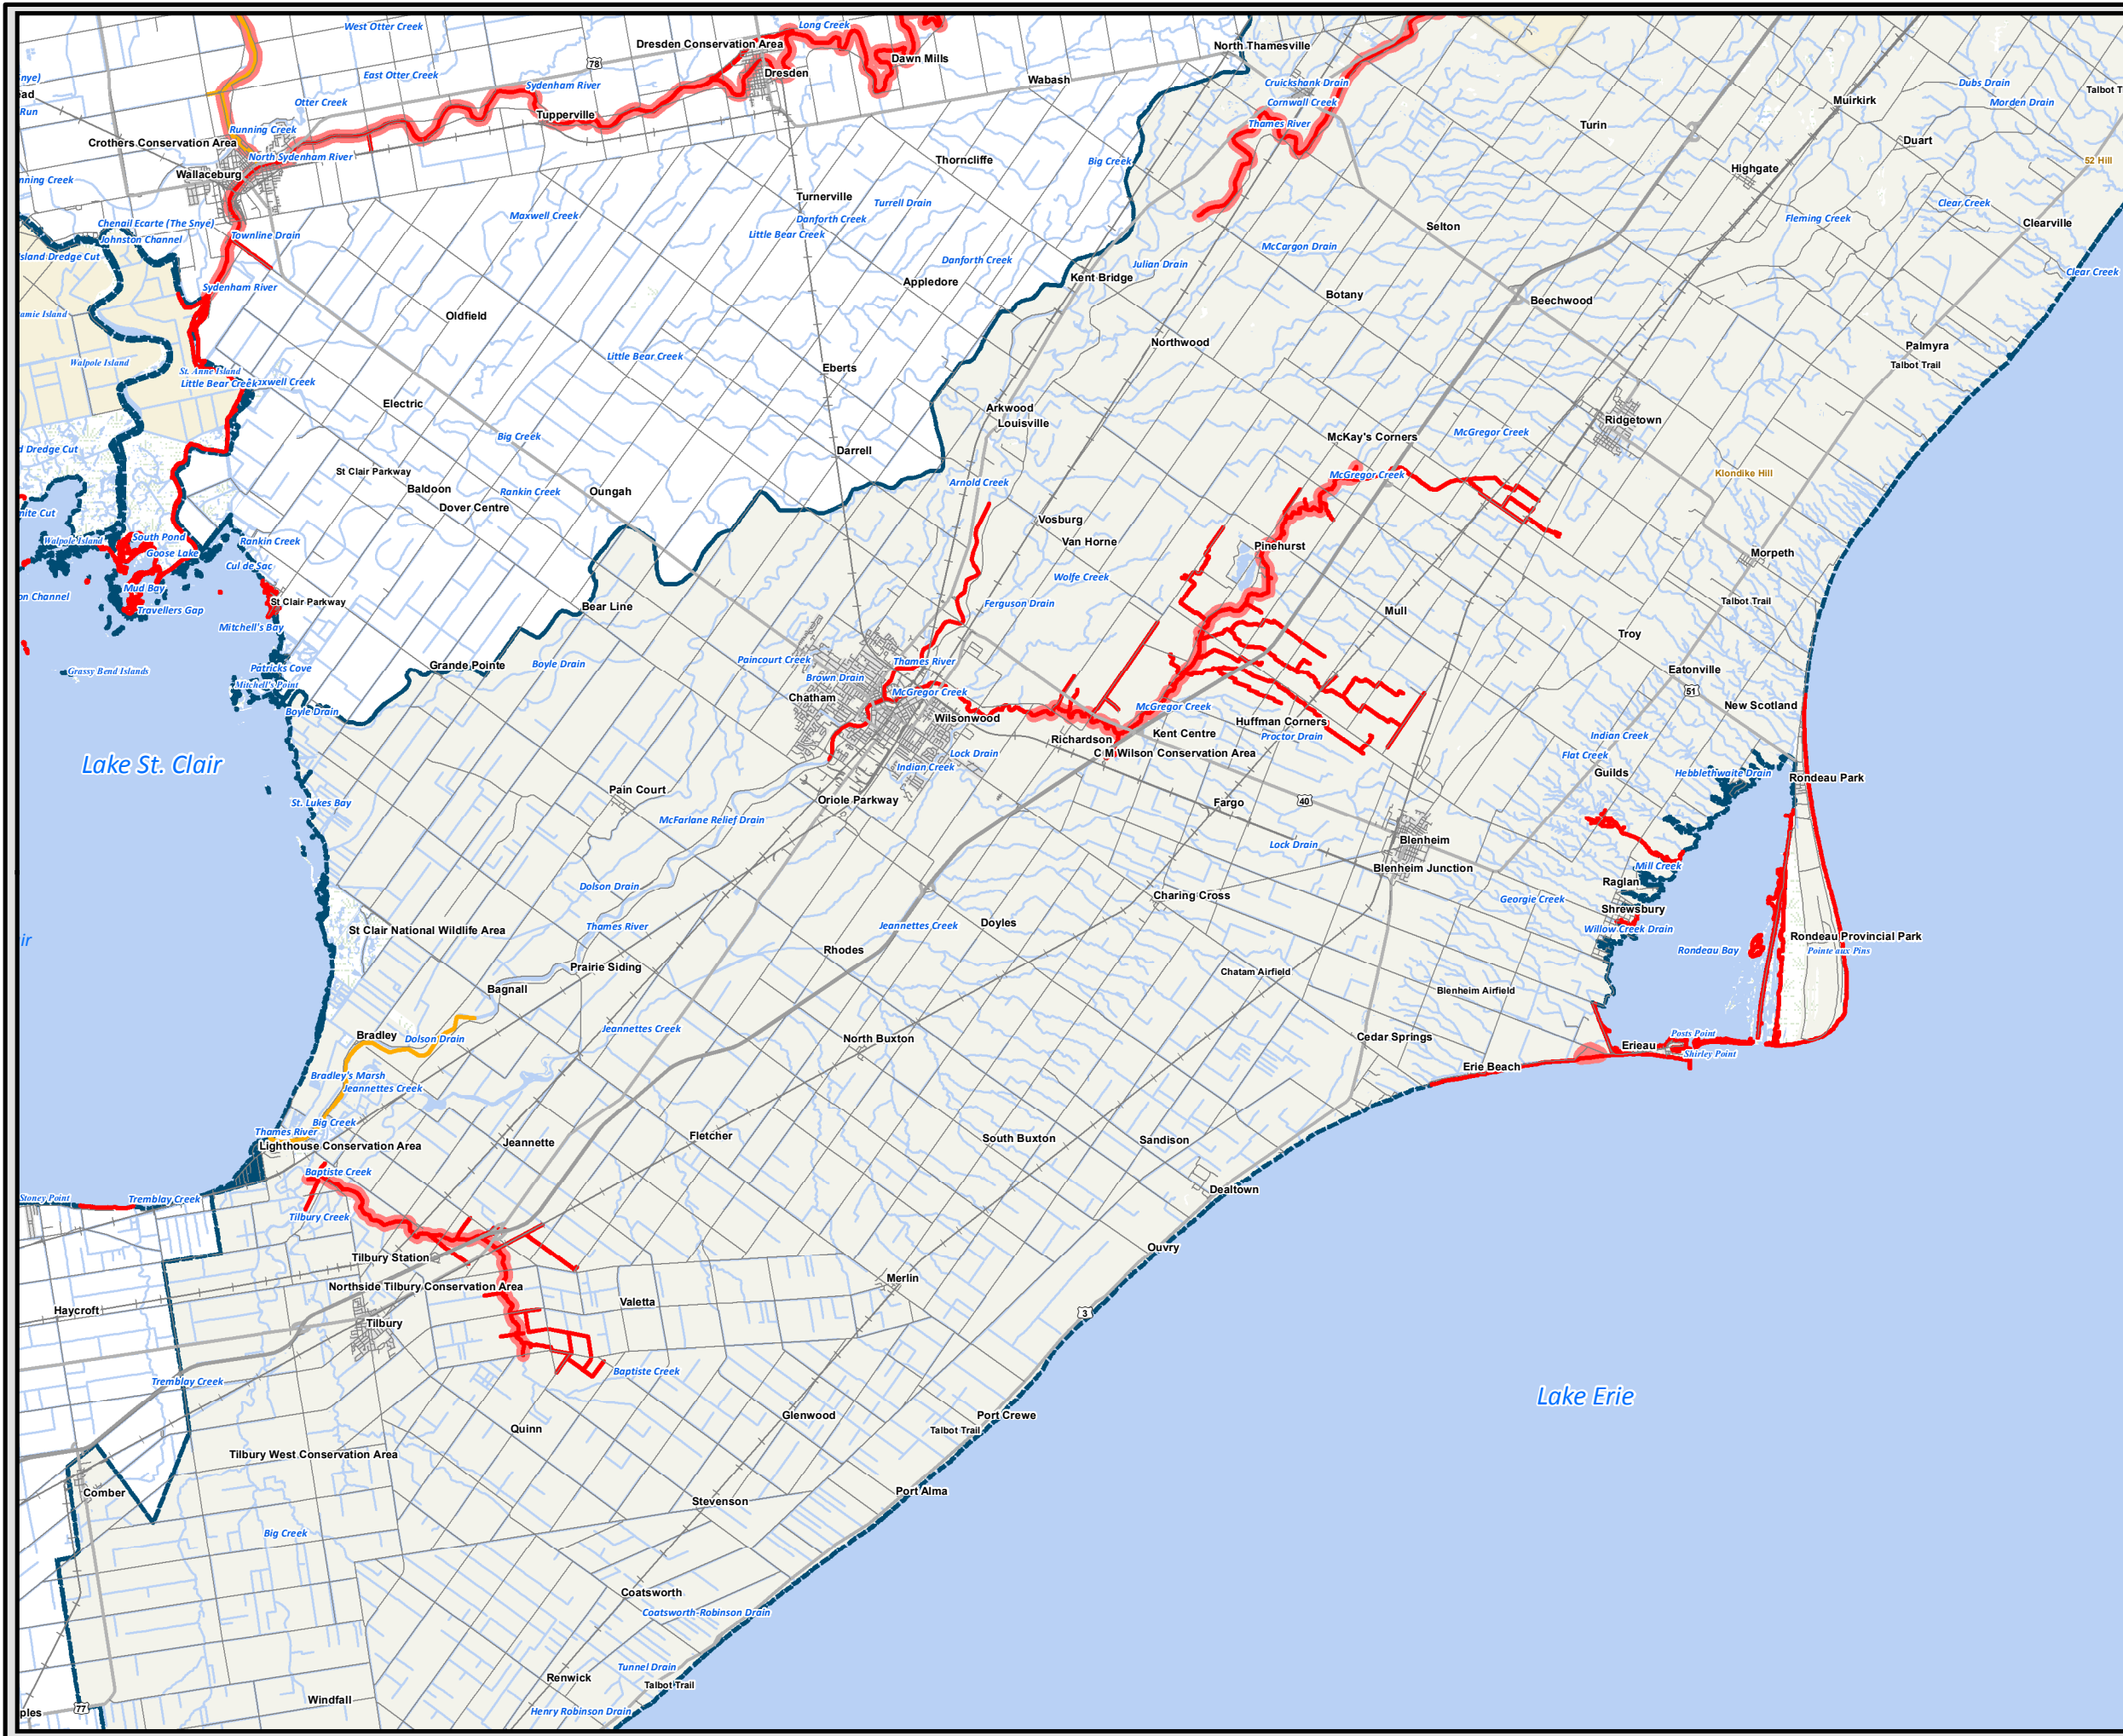 West Otter Creek
Long Creek
Dresden Conservation Area
North Thamesville
78
Dawn Mills
Dresden
East Otter Creek
Wabash
Cruickshank Drain
Dubs Drain
Sydenham River
Muirkirk
Otter Creek
Cornwall Creek
Morden Drain
Run
Tupperville
Thames River
Turin
Running Creek
Duart
Crothers Conservation Area
North Sydenham River
Thorncliffe
Big Creek
52 Hill
Wallaceburg
Highgate
Turnerville
Turrell Drain
Clear Creek
Maxwell Creek
Danforth Creek
Fleming Creek
Chenail Ecarte (The Snye)
Clearville
Selton
Johnston Channel
Townline Drain
Little Bear Creek
McCargon Drain
Island Dredge Cut
Danforth Creek
Julian Drain
Clear Creek
Kent Bridge
Sydenham River
Appledore
Botany
Beechwood
Oldfield
Northwood
Palmyra
Little Bear Creek
Walpole Island
Talbot Trail
St. Anne Island
Eberts
Little Bear Creek
Maxwell Creek
Electric
Arkwood
Louisville
Ridgetown
Big Creek
McKay's Corners
McGregor Creek
Dredge Cut
Darrell
St Clair Parkway
McGregor Creek
Klondike Hill
Arnold Creek
Baldoon
Rankin Creek
Oungah
Dover Centre
Vosburg
South Pond
Walpole Island
Rankin Creek
Van Horne
Pinehurst
Goose Lake
Morpeth
Cul de Sac
Wolfe Creek
Mud Bay
Channel
St Clair Parkway
Travellers Gap
Bear Line
Ferguson Drain
Mull
Talbot Trail
Mitchell's Bay
Troy
Grande Pointe
Boyle Drain
Paincourt Creek
Thames River
Patricks Cove
Grassy Bend Islands
Eatonville
Brown Drain
Mitchell's Point
McGregor Creek
51
Chatham
Boyle Drain
McGregor Creek
New Scotland
Wilsonwood
Huffman Corners
Richardson
Kent Centre
Proctor Drain
Indian Creek
Lock Drain
C M Wilson Conservation Area
Flat Creek
Lake St. Clair
Indian Creek
Guilds
Hebblethwaite Drain
Rondeau Park
Pain Court
Oriole Parkway
Fargo
40
St. Lukes Bay
McFarlane Relief Drain
Blenheim
Lock Drain
Blenheim Junction
Mill Creek
Raglan
Dolson Drain
Charing Cross
Georgie Creek
Shrewsbury
Doyles
Jeannettes Creek
Thames River
St Clair National Wildlife Area
Willow Creek Drain
Rondeau Provincial Park
Rhodes
Rondeau Bay
Pointe aux Pins
Prairie Siding
Chatam Airfield
Bagnall
Blenheim Airfield
Jeannettes Creek
Bradley
Dolson Drain
North Buxton
Cedar Springs
Posts Point
Erieau
Shirley Point
Erie Beach
Bradley's Marsh
Jeannettes Creek
Big Creek
Thames River
Fletcher
South Buxton
Sandison
Lighthouse Conservation Area
Jeannette
Baptiste Creek
Dealtown
Stoney Point
Tremblay Creek
Tilbury Creek
Ouvry
Tilbury Station
Merlin
Northside Tilbury Conservation Area
Valetta
Haycroft
3
Tilbury
Baptiste Creek
Tremblay Creek
Lake Erie
Glenwood
Port Crewe
Quinn
Talbot Trail
Tilbury West Conservation Area
Comber
Port Alma
Stevenson
Big Creek
Coatsworth
Coatsworth-Robinson Drain
Tunnel Drain
Renwick
Talbot Trail
Windfall
77
Henry Robinson Drain